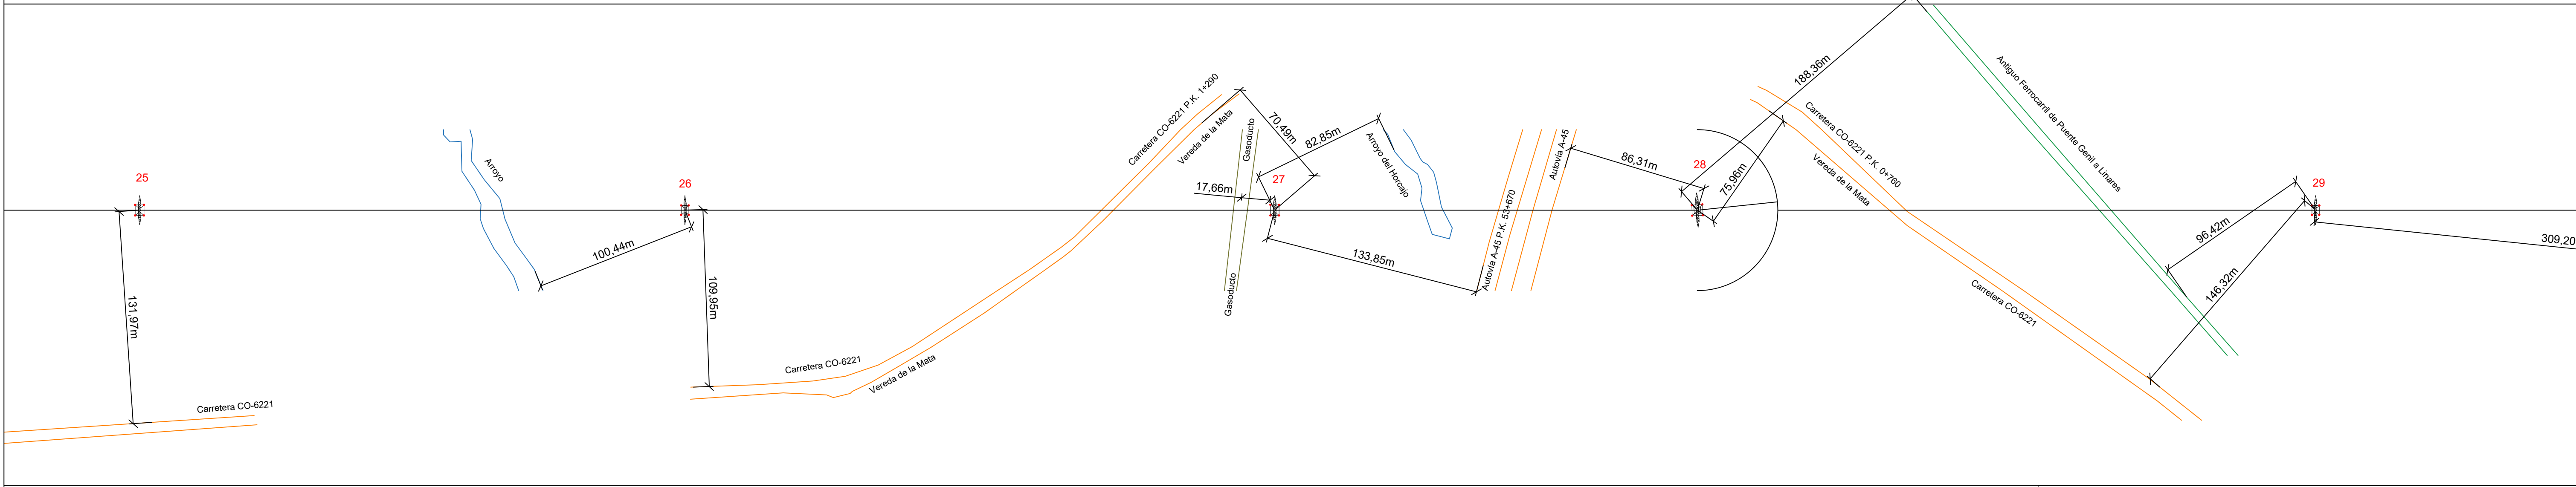 25
131,97m
Carretera CO-6221
Arroyo
100,44m
26
109,95m
Carretera CO-6221
Vereda de la Mata
Carretera CO-6221 P.K. 1+290
Vereda de la Mata
Gasoducto
Gasoducto
17,66m
70,49m
82,85m
27
Arroyo del Horcajo
133,85m
Autovía A-45 P.K. 53+670
Autovía A-45
86,31m
28
188,36m
75,96m
Carretera CO-6221 P.K. 0+760
Vereda de la Mata
Antiguo Ferrocarril de Puente Genil a Linares
Carretera CO-6221
96,42m
146,32m
29
309,20